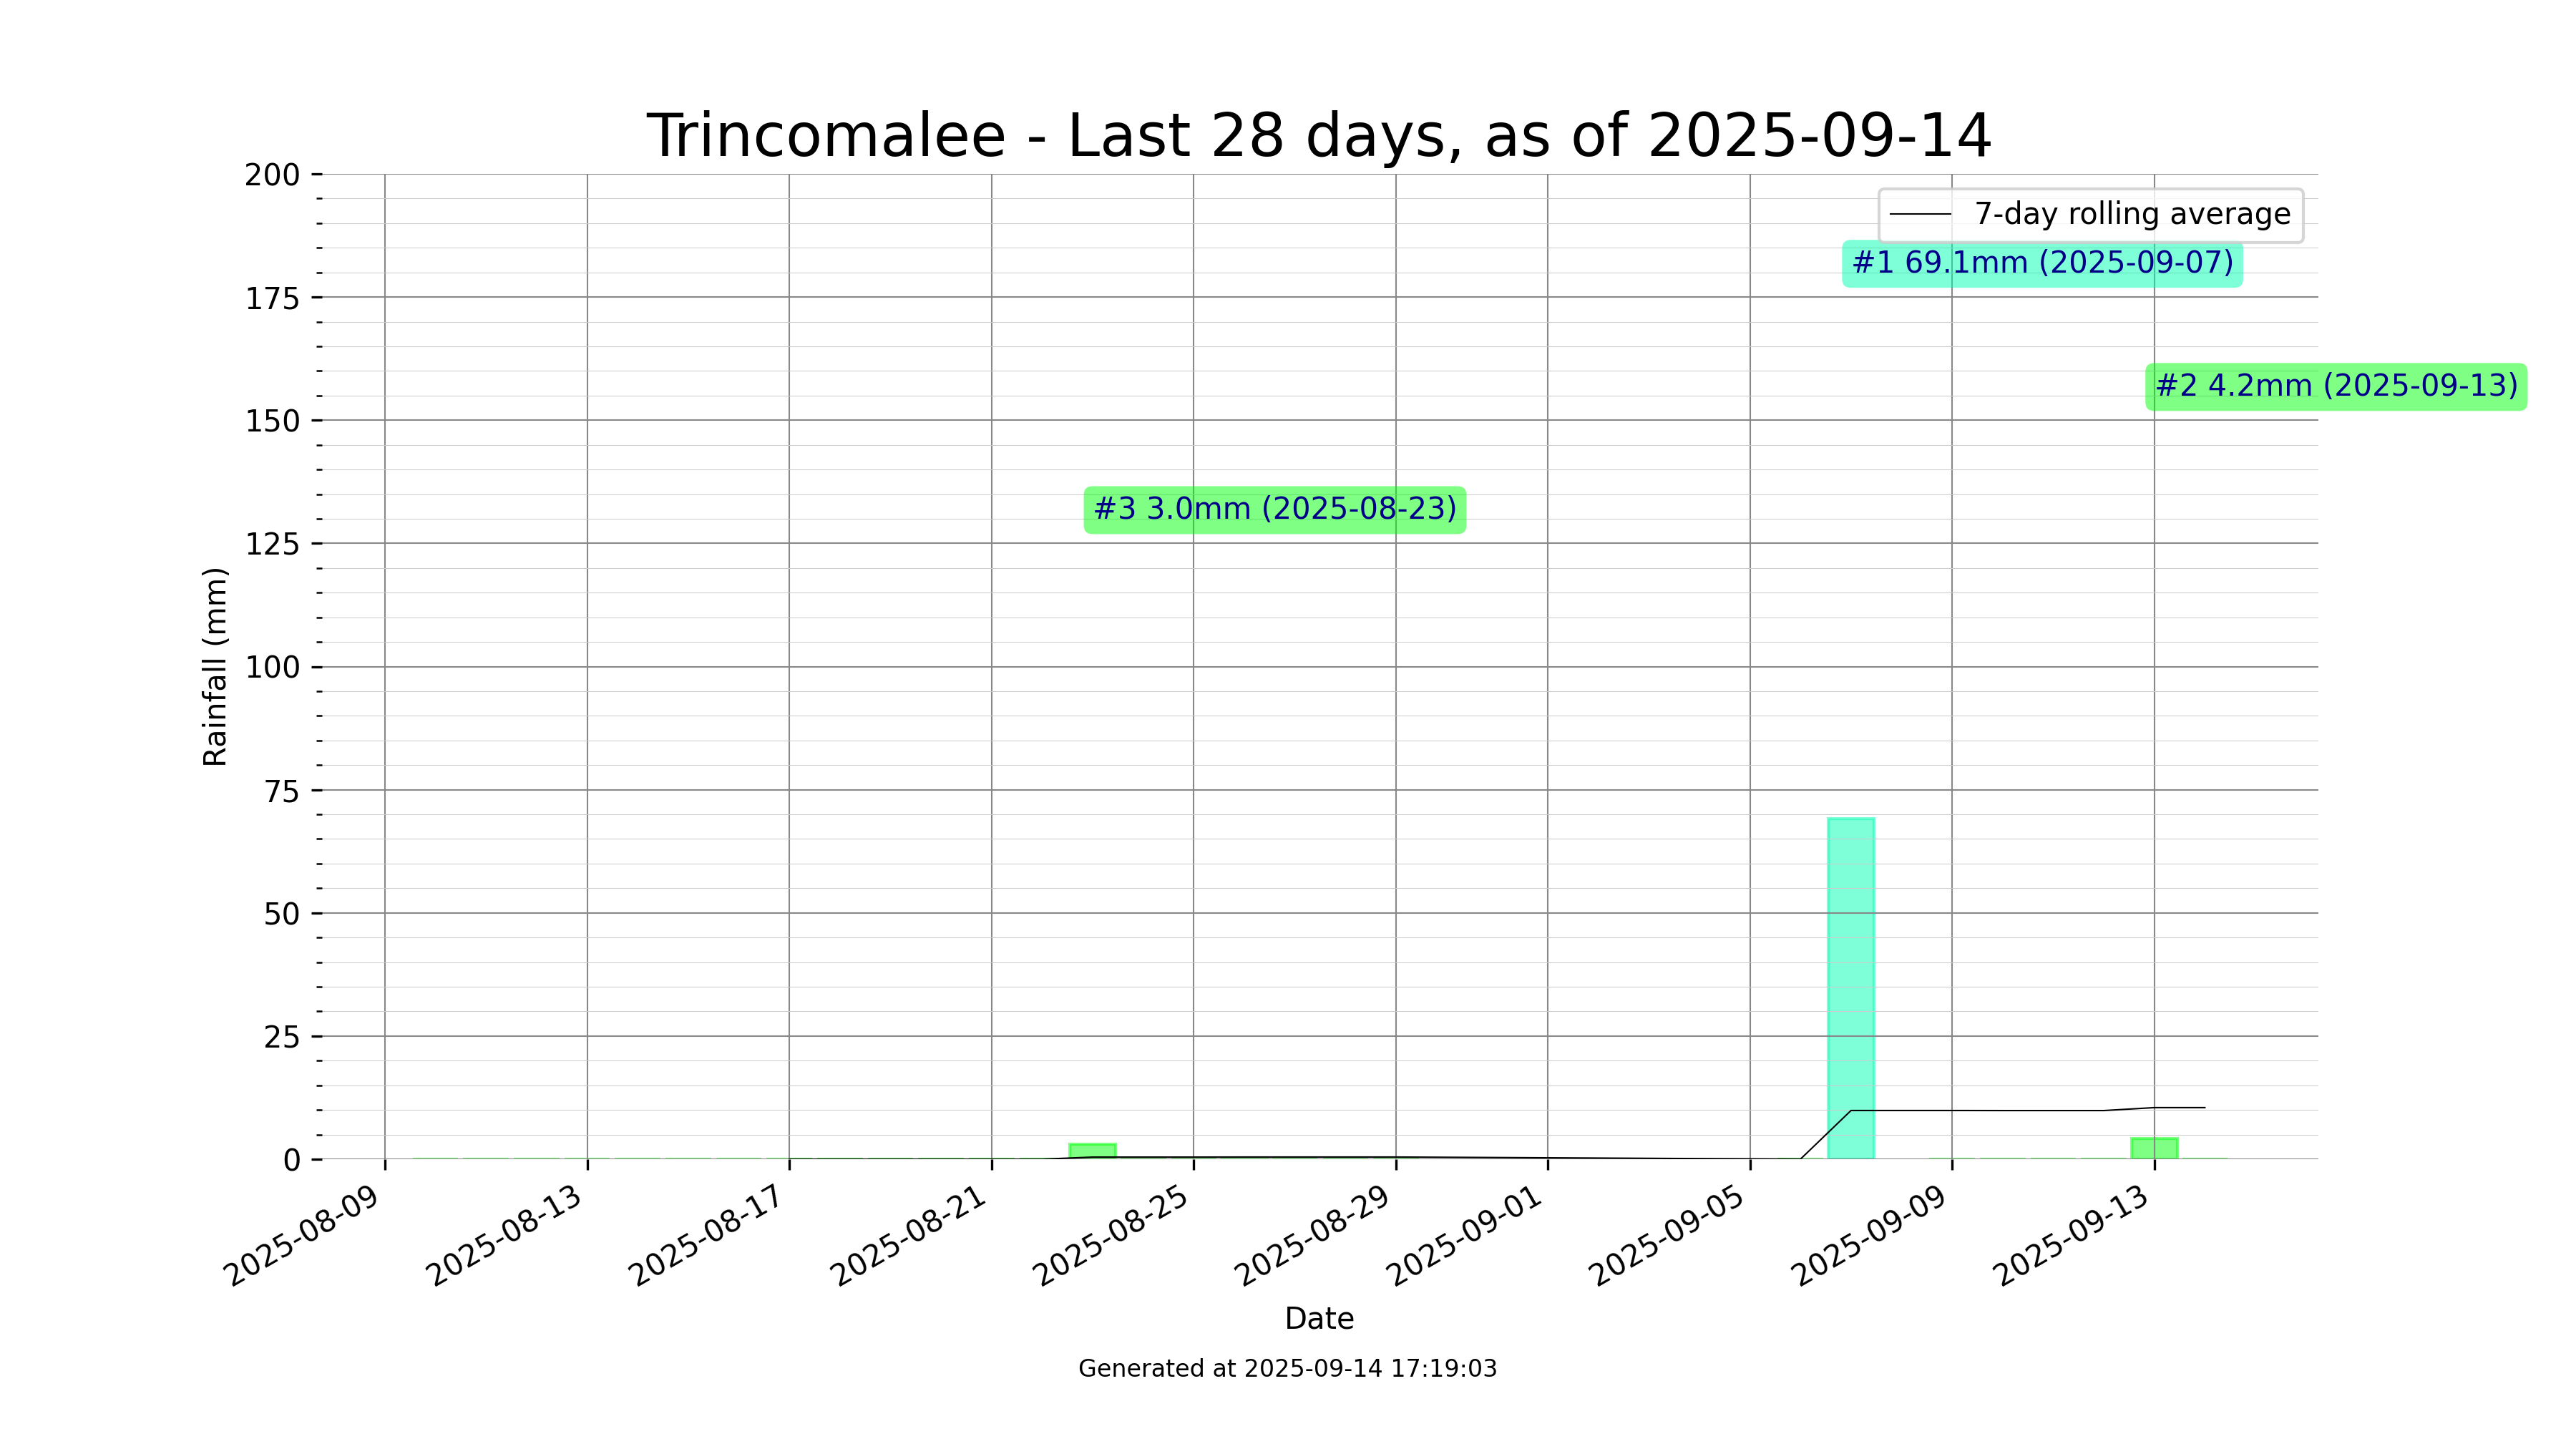 Trincomalee - Last 28 days, as of 2025-09-14
200
175
150
125
100
75
50
25
0
Rainfall (mm)
7-day rolling average
#1 69.1mm (2025-09-07)
#2 4.2mm (2025-09-13)
#3 3.0mm (2025-08-23)
2025-08-09
2025-08-13
2025-08-17
2025-08-21
2025-08-25
2025-08-29
2025-09-01
2025-09-05
2025-09-09
2025-09-13
Date
Generated at 2025-09-14 17:19:03